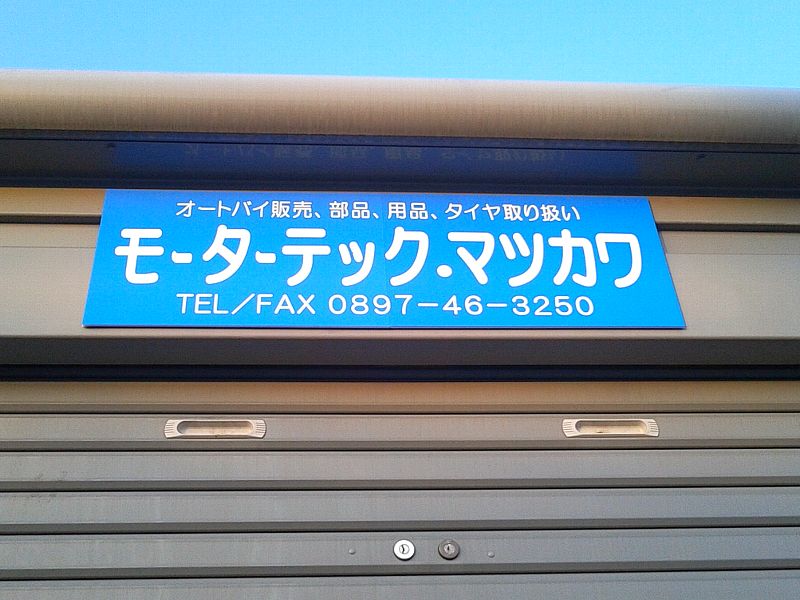 オートバイ販売、部品、用品、タイヤ取り扱い
モーターテック・マツカワ
TEL/FAX 0897-46-3250